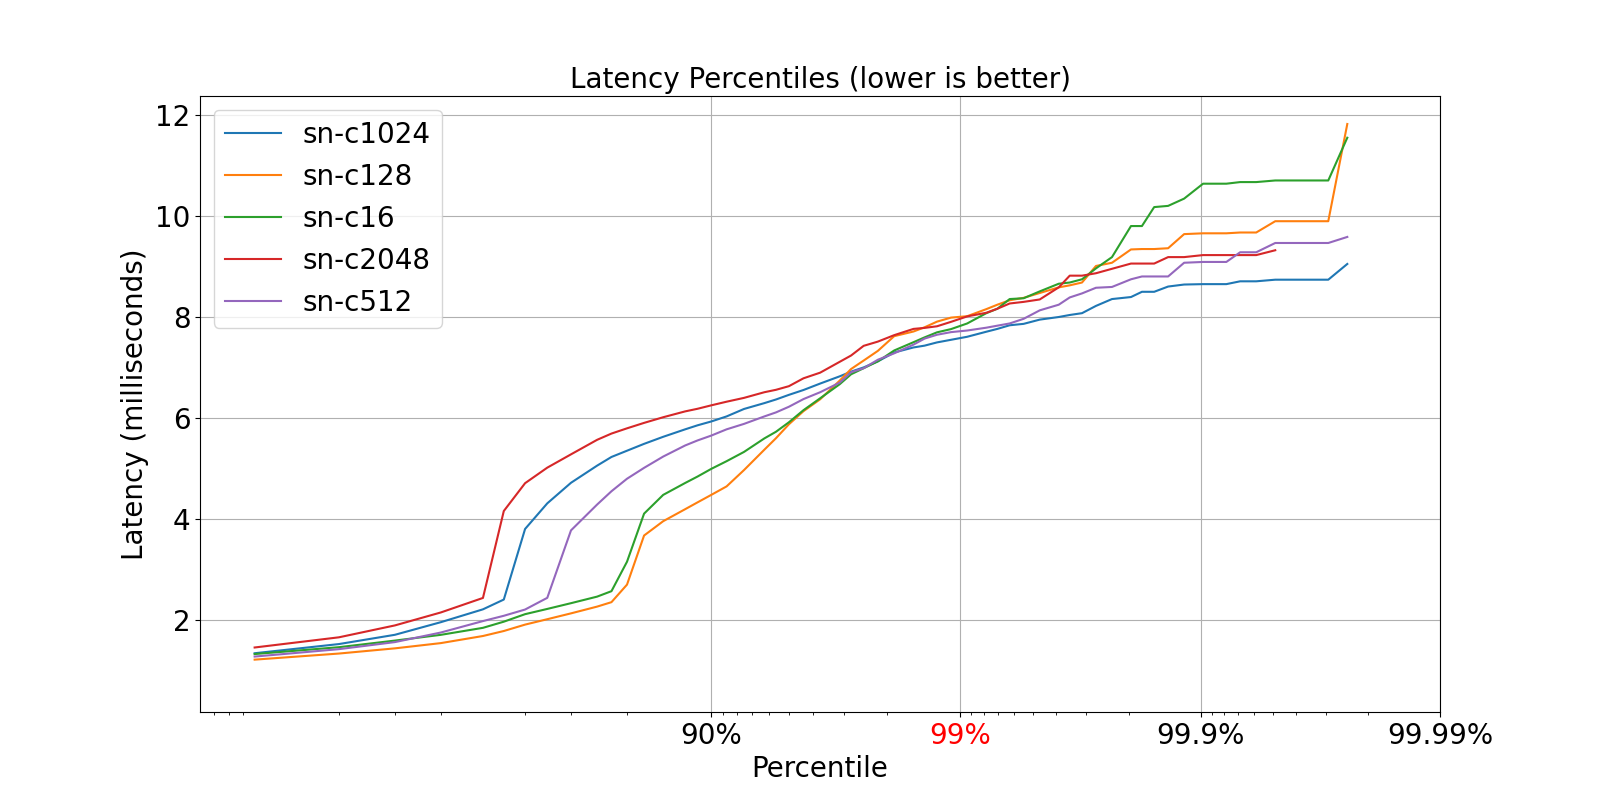 Latency Percentiles (lower is better)
12
10
8
6
4
2
Latency (milliseconds)
sn-c1024
sn-c128
sn-c16
sn-c2048
sn-c512
90%
99%
99.9%
99.99%
Percentile